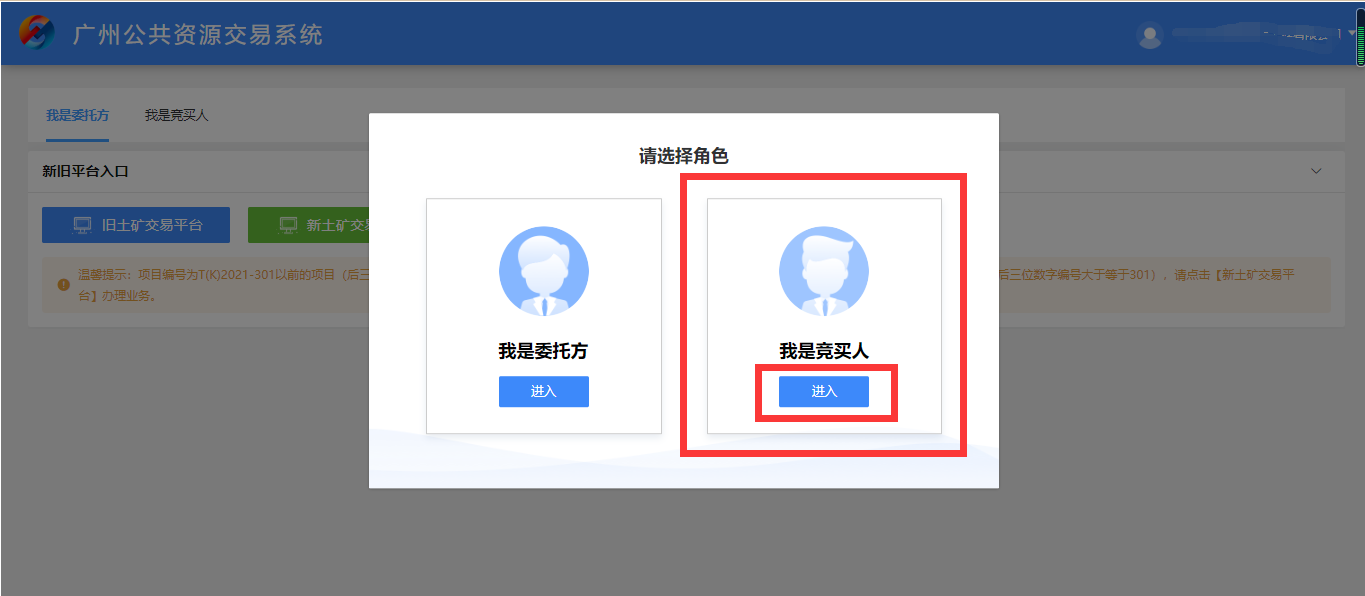 广州公共资源交易系统
我是委托方 我是竞买人
新旧平台入口
旧土矿交易平台 新土矿交易
温馨提示：项目编号为T(K)2021-301以前的项目（后三
后三位数字编号大于等于301），请点击【新土矿交易平
台】办理业务。
请选择角色
我是委托方
进入
我是竞买人
进入